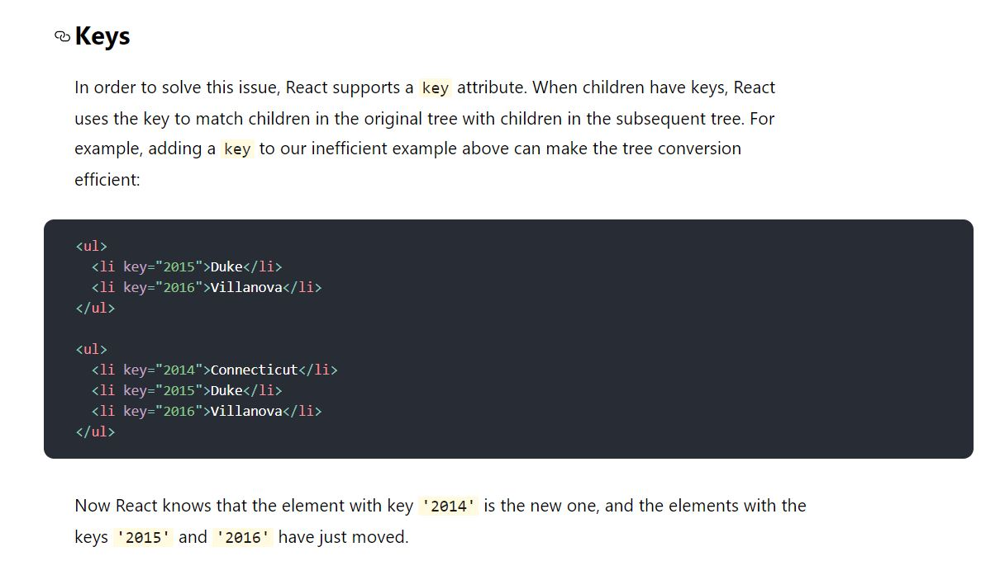 Keys
In order to solve this issue, React supports a key attribute. When children have keys, React
uses the key to match children in the original tree with children in the subsequent tree. For
example, adding a key to our inefficient example above can make the tree conversion
efficient:
<ul>
  <li key="2015">Duke</li>
  <li key="2016">Villanova</li>
</ul>

<ul>
  <li key="2014">Connecticut</li>
  <li key="2015">Duke</li>
  <li key="2016">Villanova</li>
</ul>
Now React knows that the element with key '2014' is the new one, and the elements with the
keys '2015' and '2016' have just moved.